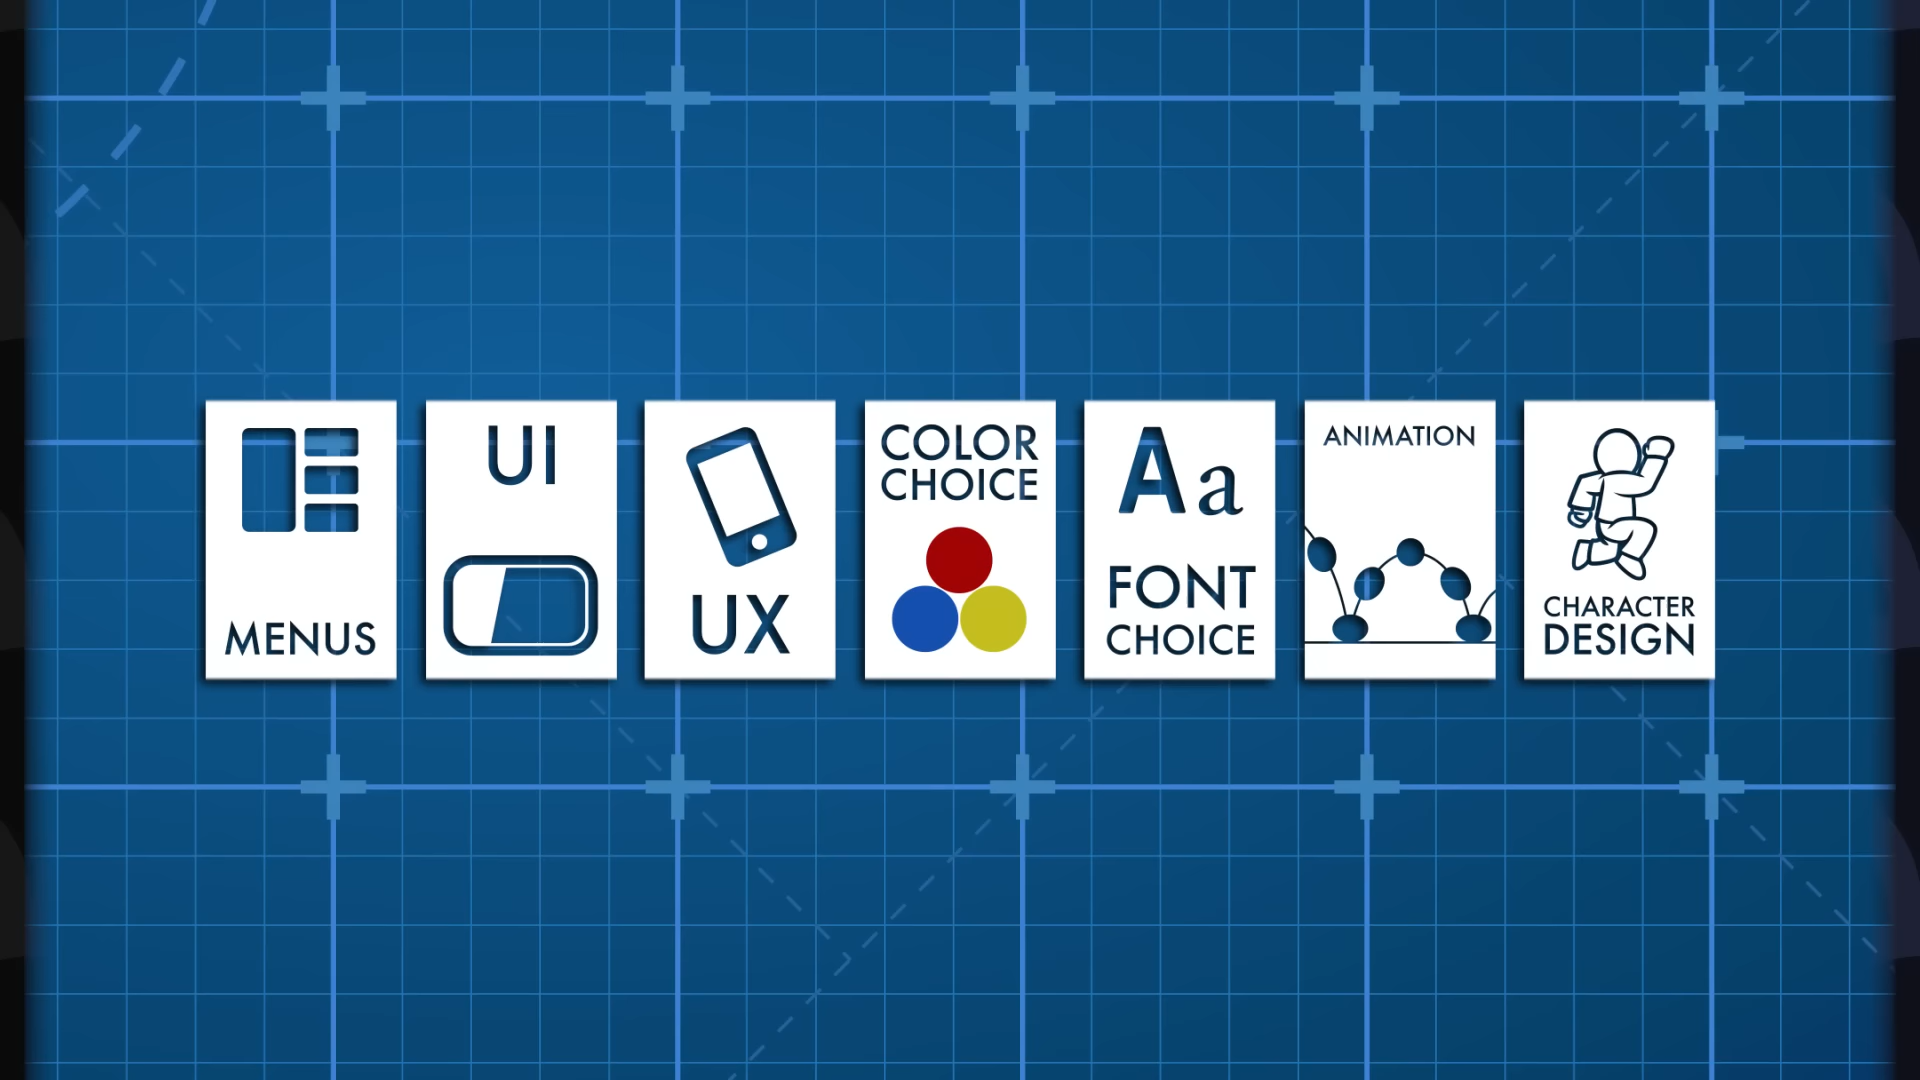 MENUS
UI
UX
COLOR
CHOICE
Aa
FONT
CHOICE
ANIMATION
CHARACTER
DESIGN